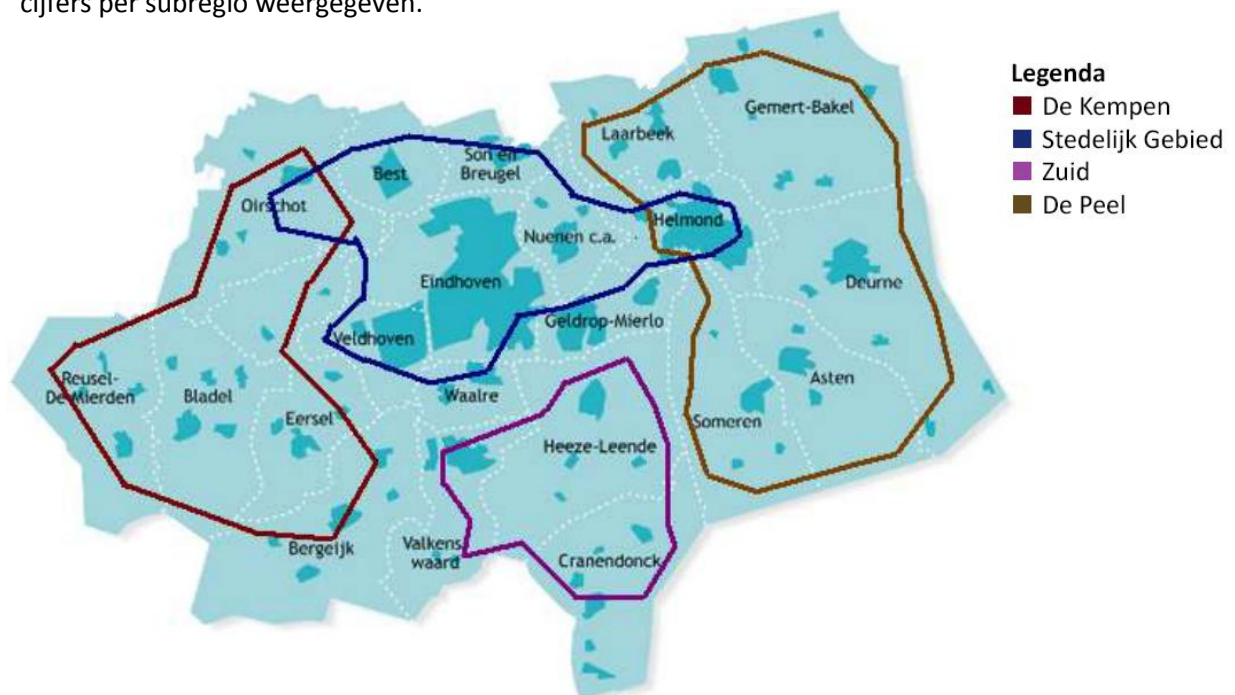 cijfers per subregio weergegeven.
Legenda
De Kempen
Stedelijk Gebied
Zuid
De Peel
Gemert-Bakel
Laarbeek
Son en
Breugel
Best
Oirschot
Helmond
Nuenen c.a.
Eindhoven
Deurne
Geldrop-Mierlo
Veldhoven
Reusel-
De Mierden
Bladel
Waalre
Asten
Eersel
Someren
Heeze-Leende
Bergeijk
Valkens
waard
Cranendonck